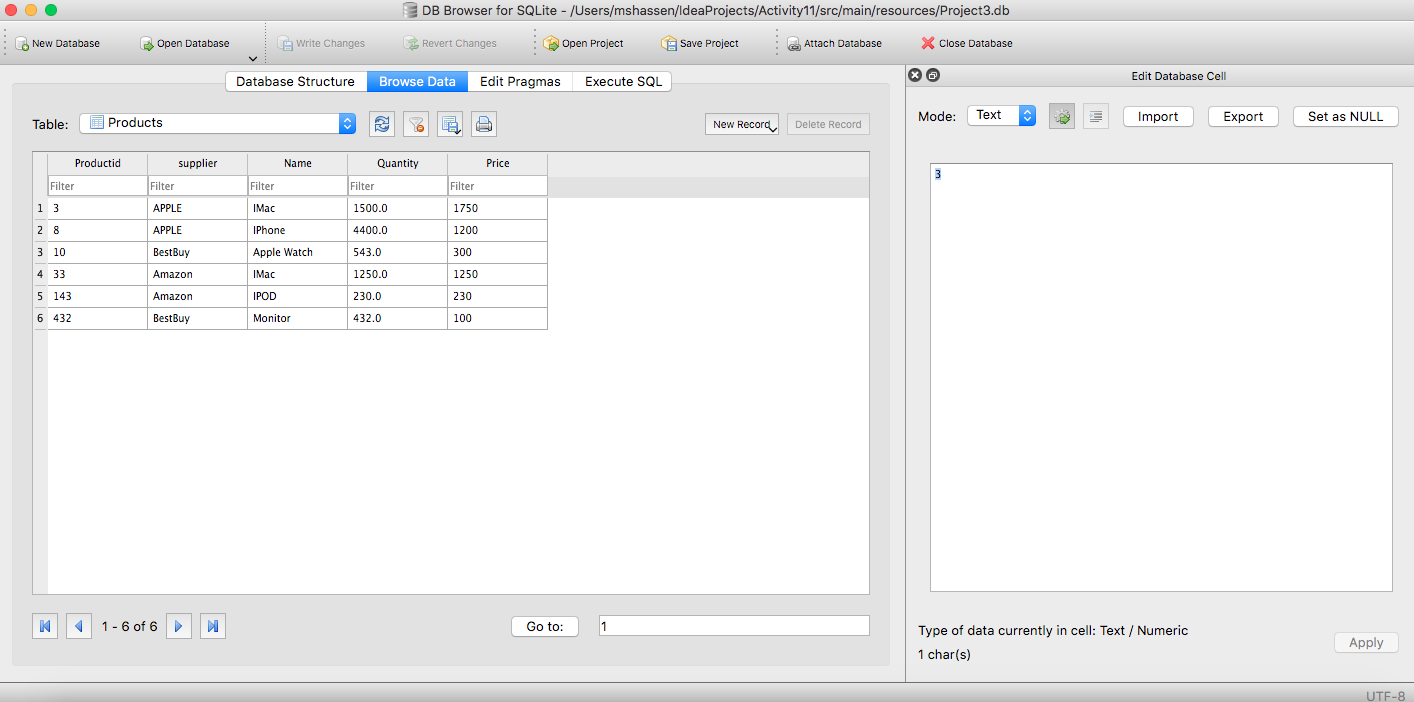 DB Browser for SQLite - /Users/mshassen/IdeaProjects/Activity11/src/main/resources/Project3.db
New Database Open Database Write Changes Revert Changes Open Project Save Project Attach Database Close Database
Database Structure Browse Data Edit Pragmas Execute SQL
Table: Products New Record Delete Record
Productid supplier Name Quantity Price
Filter Filter Filter Filter Filter
1 3 APPLE IMac 1500.0 1750
2 8 APPLE IPhone 4400.0 1200
3 10 BestBuy Apple Watch 543.0 300
4 33 Amazon IMac 1250.0 1250
5 143 Amazon IPOD 230.0 230
6 432 BestBuy Monitor 432.0 100
1 - 6 of 6 Go to: 1
Edit Database Cell
Mode: Text Import Export Set as NULL
3
Type of data currently in cell: Text / Numeric
1 char(s)
Apply
UTF-8